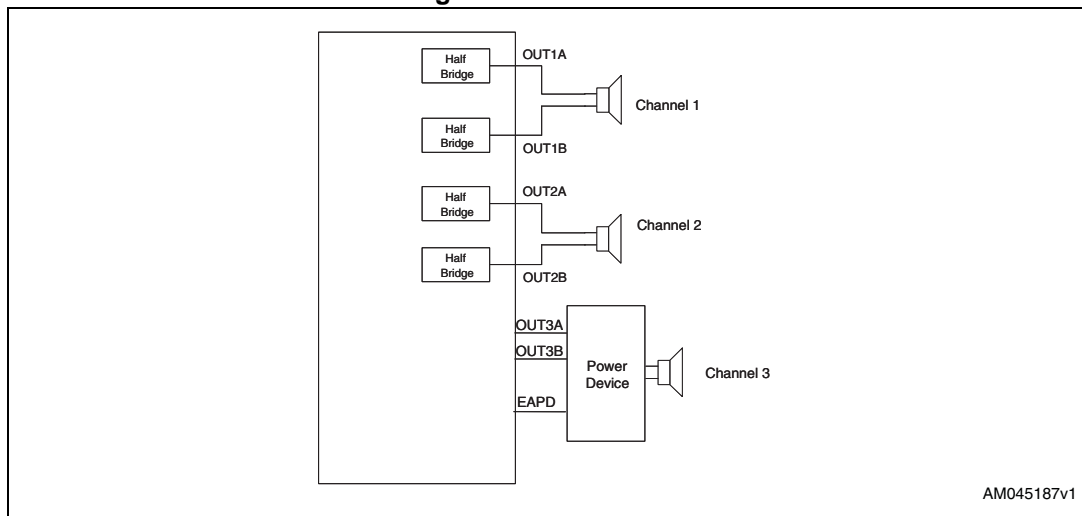 Half
Bridge
OUT1A
Channel 1
Half
Bridge
OUT1B
Half
Bridge
OUT2A
Channel 2
Half
Bridge
OUT2B
OUT3A
OUT3B
Power
Device
Channel 3
EAPD
AM045187v1